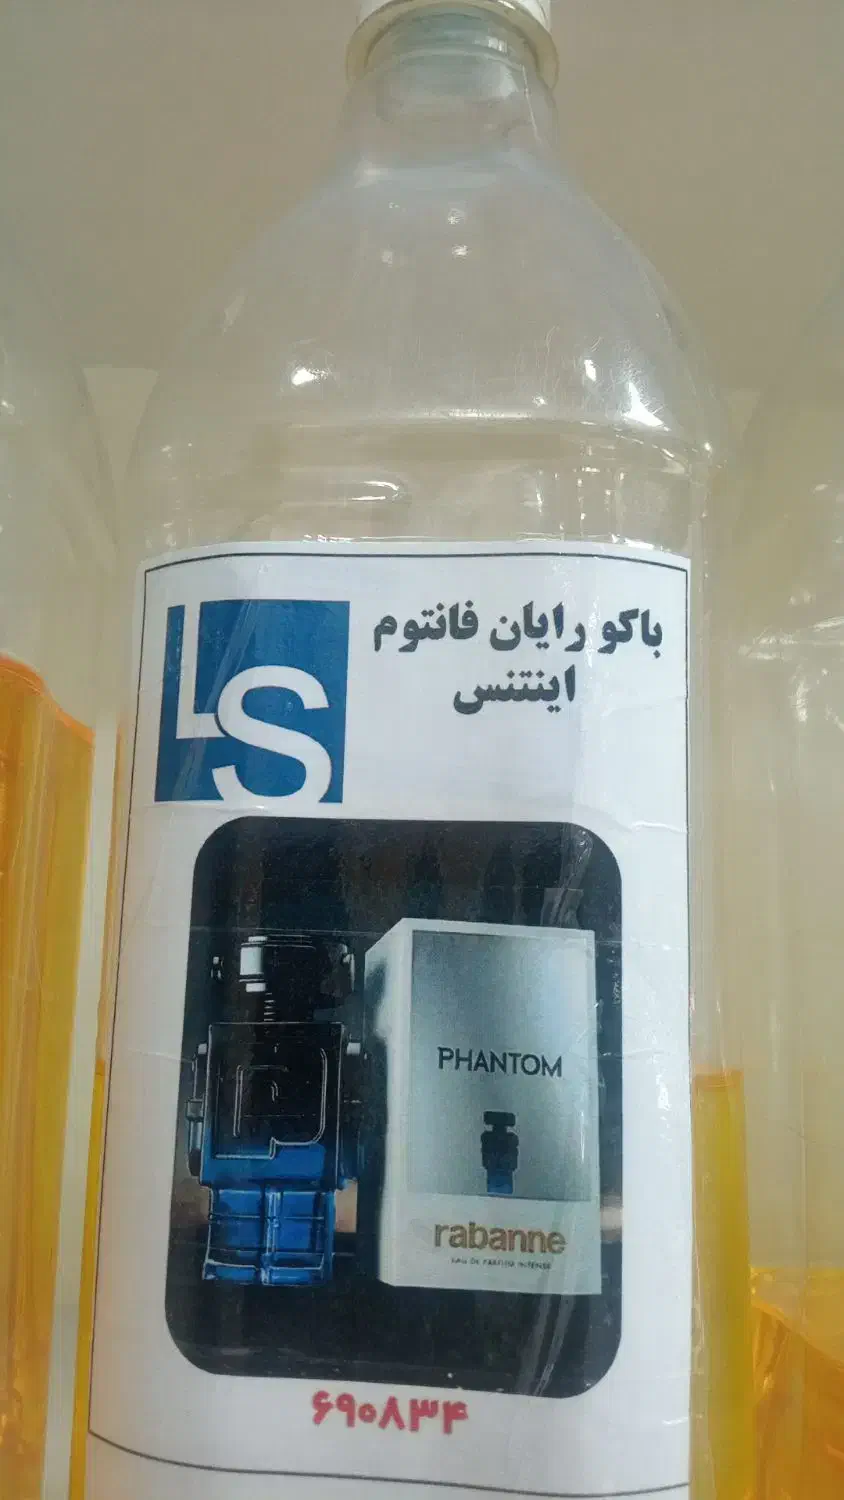 باکو رایان فانتوم
اینتنس
LS
PHANTOM
rabanne
EAU DE PARFUM INTENSE
۶۹۰۸۳۴